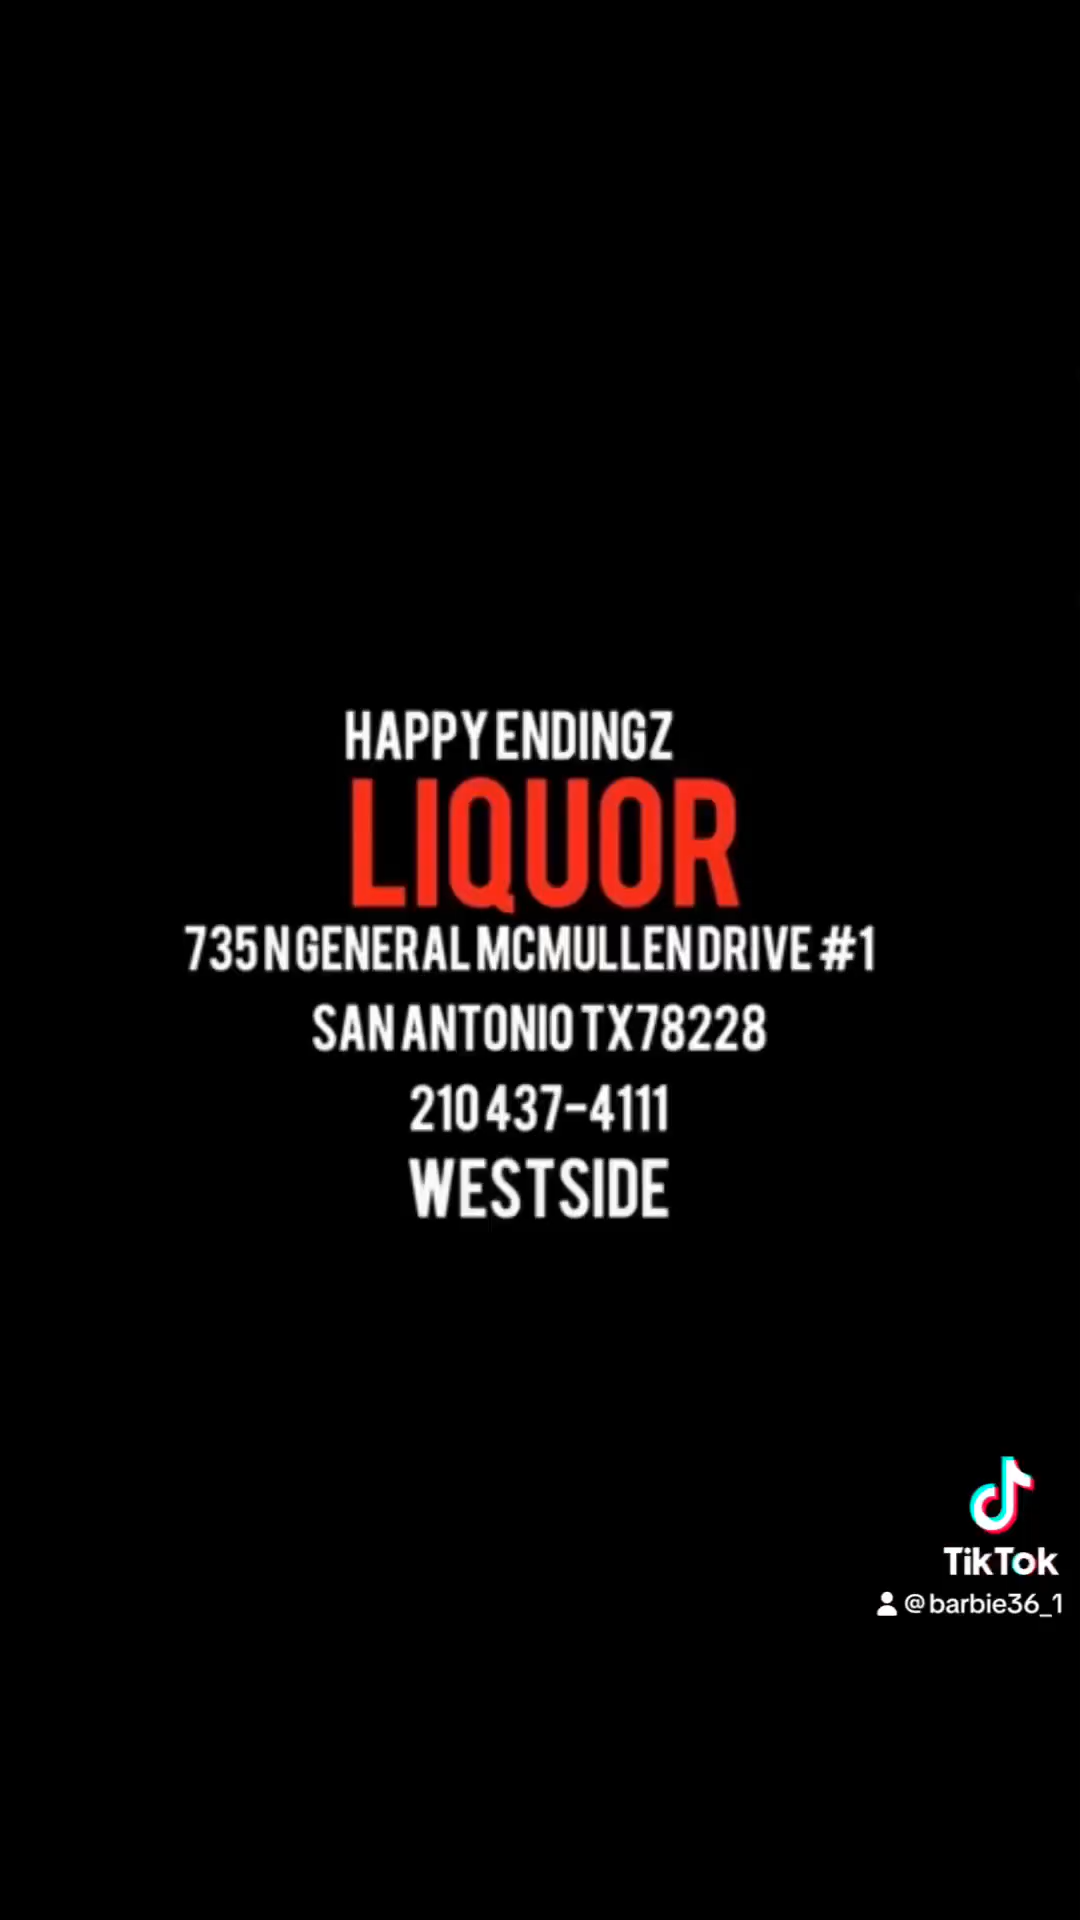 HAPPY ENDINGZ
LIQUOR
735 N GENERAL MCMULLEN DRIVE #1
SAN ANTONIO TX 78228
210 437-4111
WESTSIDE
TikTok
@barbie36_1